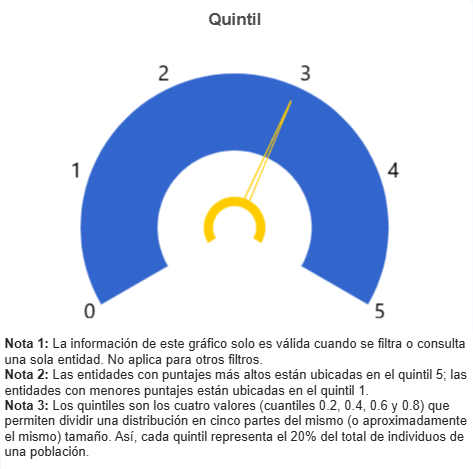 Quintil
2
3
1
4
0
5
Nota 1: La información de este gráfico solo es válida cuando se filtra o consulta
una sola entidad. No aplica para otros filtros.
Nota 2: Las entidades con puntajes más altos están ubicadas en el quintil 5; las
entidades con menores puntajes están ubicadas en el quintil 1.
Nota 3: Los quintiles son los cuatro valores (cuantiles 0.2, 0.4, 0.6 y 0.8) que
permiten dividir una distribución en cinco partes del mismo (o aproximadamente
el mismo) tamaño. Así, cada quintil representa el 20% del total de individuos de
una población.